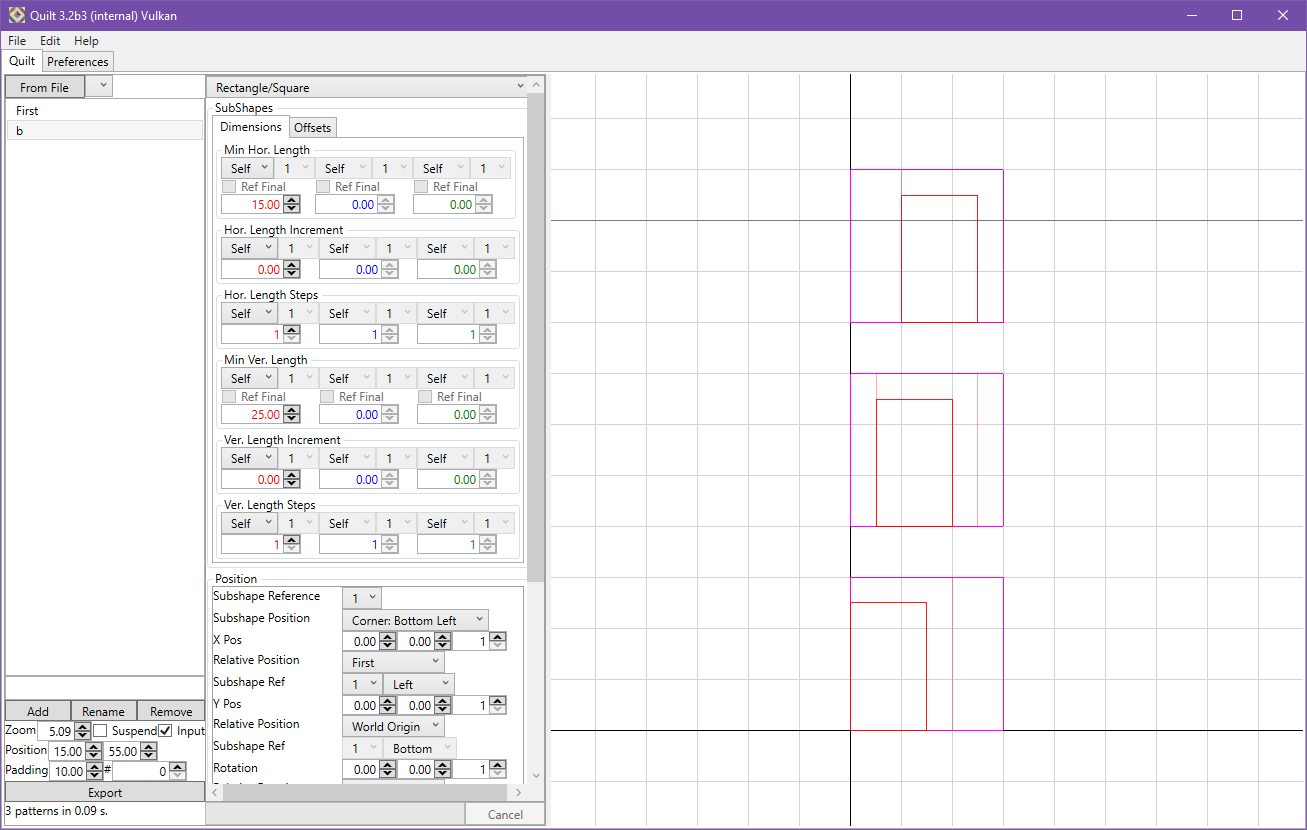 Quilt 3.2b3 (internal) Vulkan
File Edit Help
Quilt Preferences
From File
First
b
Rectangle/Square
SubShapes
Dimensions Offsets
Min Hor. Length
Self 1 Self 1 Self 1
Ref Final Ref Final Ref Final
15.00 0.00 0.00
Hor. Length Increment
Self 1 Self 1 Self 1
0.00 0.00 0.00
Hor. Length Steps
Self 1 Self 1 Self 1
1 1 1
Min Ver. Length
Self 1 Self 1 Self 1
Ref Final Ref Final Ref Final
25.00 0.00 0.00
Ver. Length Increment
Self 1 Self 1 Self 1
0.00 0.00 0.00
Ver. Length Steps
Self 1 Self 1 Self 1
1 1 1
Position
Subshape Reference 1
Subshape Position Corner: Bottom Left
X Pos 0.00 0.00 1
Relative Position First
Subshape Ref 1 Left
Y Pos 0.00 0.00 1
Relative Position World Origin
Subshape Ref 1 Bottom
Rotation 0.00 0.00 1
Add Rename Remove
Zoom 5.09 Suspend Input
Position 15.00 55.00
Padding 10.00 # 0
Export
3 patterns in 0.09 s.
Cancel